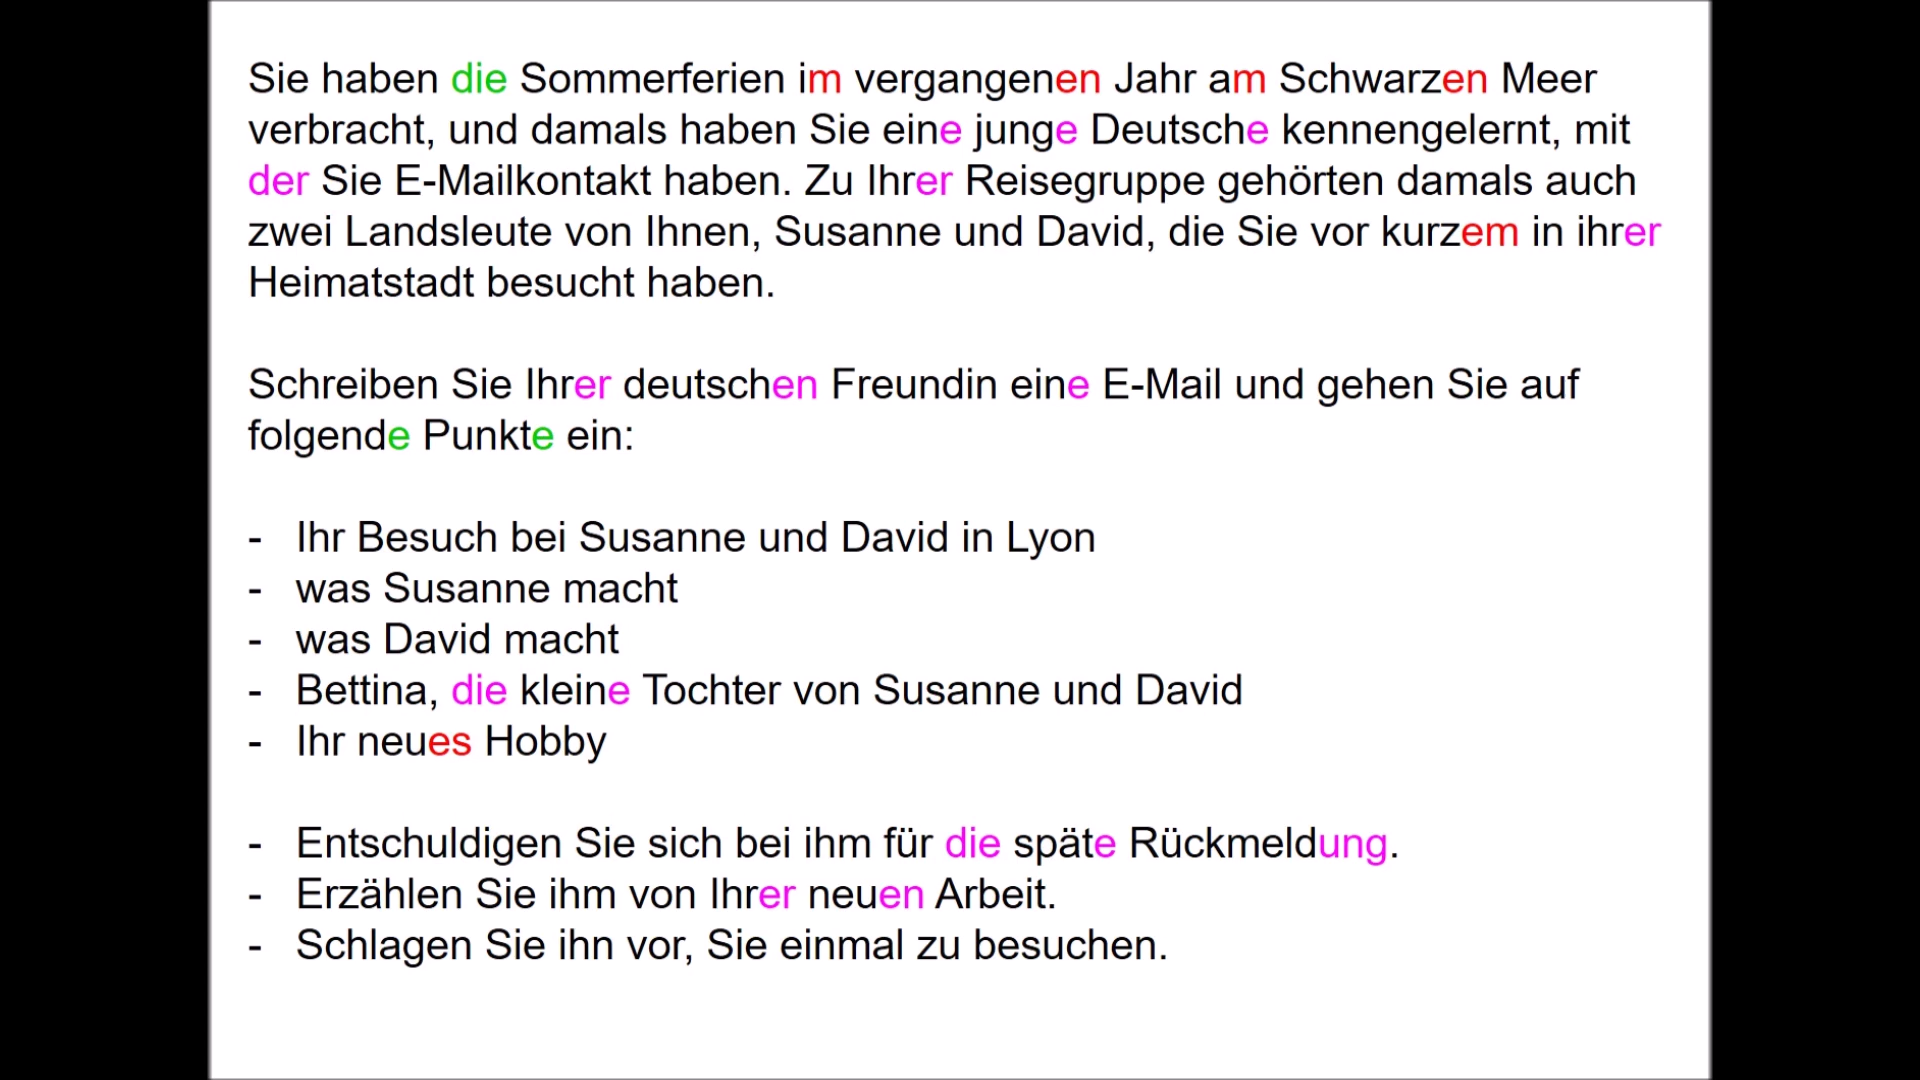 Sie haben die Sommerferien im vergangenen Jahr am Schwarzen Meer
verbracht, und damals haben Sie eine junge Deutsche kennengelernt, mit
der Sie E-Mailkontakt haben. Zu Ihrer Reisegruppe gehörten damals auch
zwei Landsleute von Ihnen, Susanne und David, die Sie vor kurzem in ihrer
Heimatstadt besucht haben.
Schreiben Sie Ihrer deutschen Freundin eine E-Mail und gehen Sie auf
folgende Punkte ein:
- Ihr Besuch bei Susanne und David in Lyon
- was Susanne macht
- was David macht
- Bettina, die kleine Tochter von Susanne und David
- Ihr neues Hobby
- Entschuldigen Sie sich bei ihm für die späte Rückmeldung.
- Erzählen Sie ihm von Ihrer neuen Arbeit.
- Schlagen Sie ihn vor, Sie einmal zu besuchen.